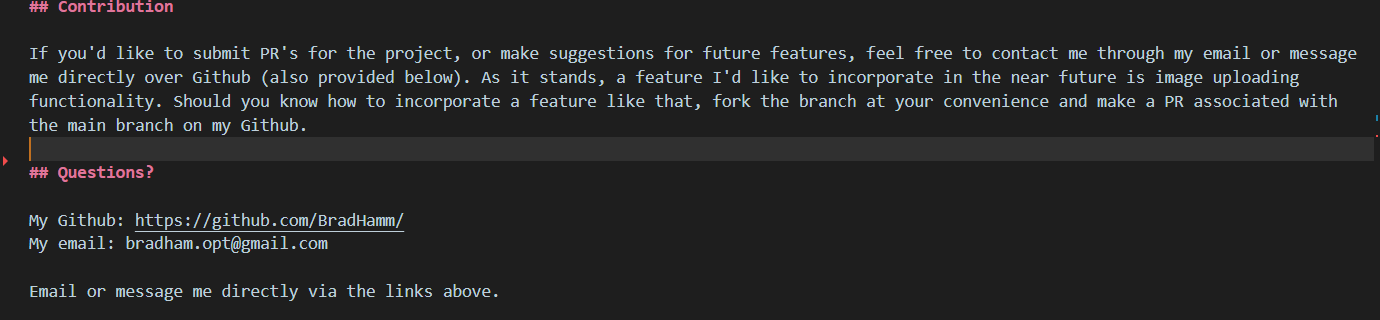 ## Contribution
If you'd like to submit PR's for the project, or make suggestions for future features, feel free to contact me through my email or message
me directly over Github (also provided below). As it stands, a feature I'd like to incorporate in the near future is image uploading
functionality. Should you know how to incorporate a feature like that, fork the branch at your convenience and make a PR associated with
the main branch on my Github.
## Questions?
My Github: https://github.com/BradHamm/
My email: bradham.opt@gmail.com
Email or message me directly via the links above.